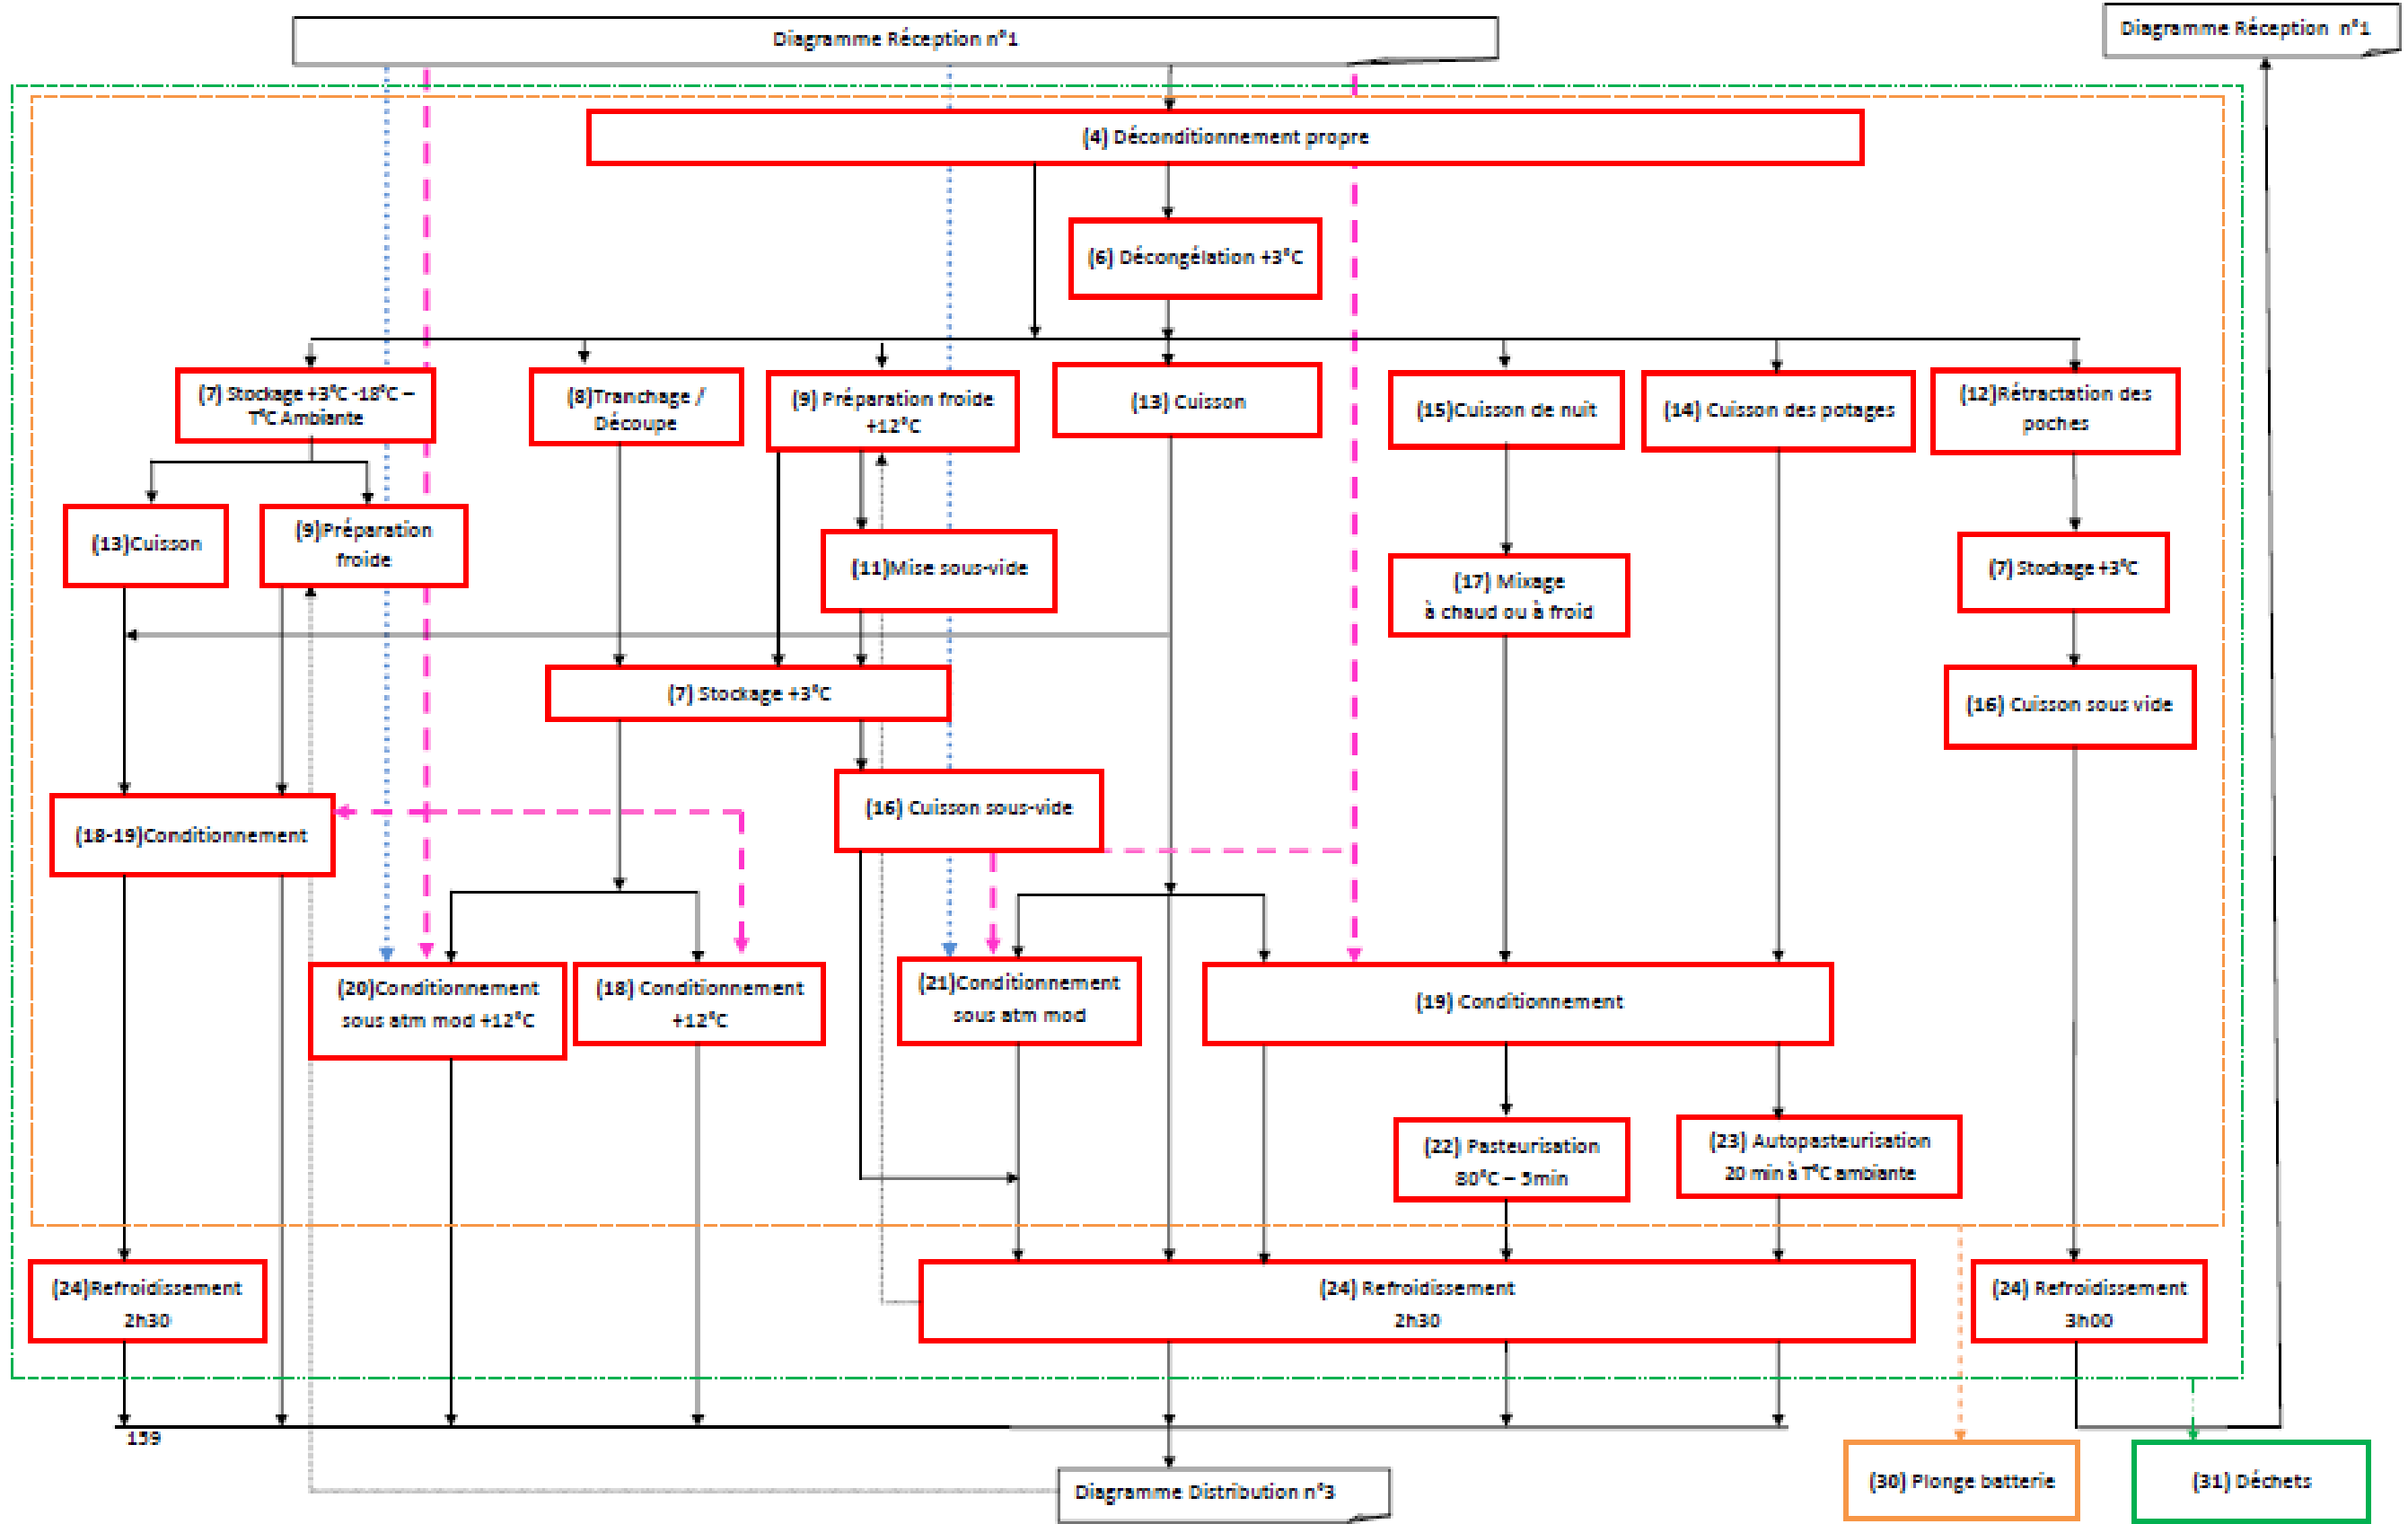 Diagramme Réception n°1
Diagramme Réception n°1
(4) Déconditionnement propre
(6) Décongélation +3°C
(7) Stockage +3°C -18°C –
T°C Ambiante
(8)Tranchage /
Découpe
(9) Préparation froide
+12°C
(13) Cuisson
(15)Cuisson de nuit
(14) Cuisson des potages
(12)Rétractation des
poches
(13)Cuisson
(9)Préparation
froide
(11)Mise sous-vide
(17) Mixage
à chaud ou à froid
(7) Stockage +3°C
(7) Stockage +3°C
(16) Cuisson sous vide
(18-19)Conditionnement
(16) Cuisson sous-vide
(20)Conditionnement
sous atm mod +12°C
(18) Conditionnement
+12°C
(21)Conditionnement
sous atm mod
(19) Conditionnement
(22) Pasteurisation
80°C – 5min
(23) Autopasteurisation
20 min à T°C ambiante
(24)Refroidissement
2h30
(24) Refroidissement
2h30
(24) Refroidissement
3h00
159
(30) Plonge batterie
(31) Déchets
Diagramme Distribution n°3